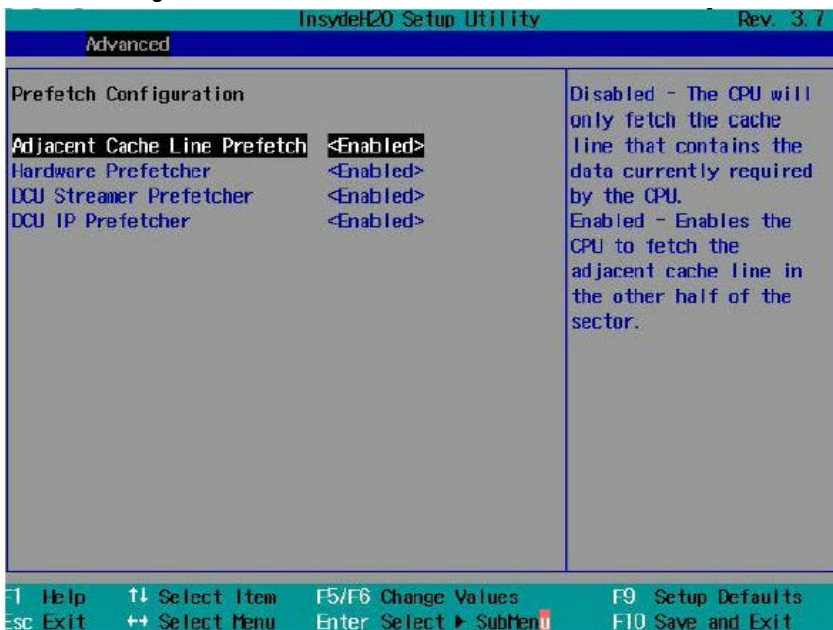 InsydeH2O Setup Utility Rev. 3.7
Advanced
Prefetch Configuration
Adjacent Cache Line Prefetch <Enabled>
Hardware Prefetcher <Enabled>
DCU Streamer Prefetcher <Enabled>
DCU IP Prefetcher <Enabled>
Disabled - The CPU will
only fetch the cache
line that contains the
data currently required
by the CPU.
Enabled - Enables the
CPU to fetch the
adjacent cache line in
the other half of the
sector.
F1 Help ↑↓ Select Item F5/F6 Change Values F9 Setup Defaults
Esc Exit ↔ Select Menu Enter Select ▶ SubMenu F10 Save and Exit